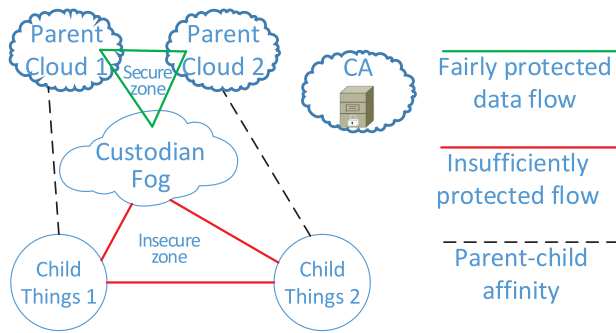 Parent
Cloud 1
Parent
Cloud 2
Secure
zone
CA
Fairly protected
data flow
Custodian
Fog
Insufficiently
protected flow
Insecure
zone
Child
Things 1
Child
Things 2
Parent-child
affinity